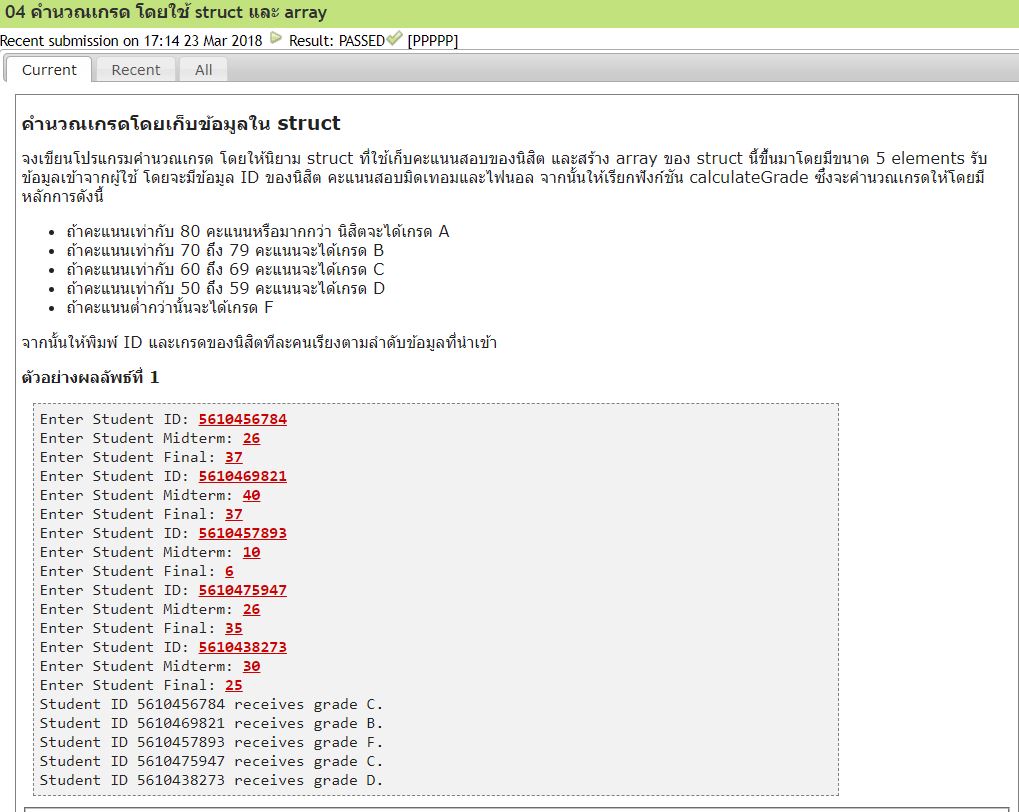 04 คำนวณเกรด โดยใช้ struct และ array
Recent submission on 17:14 23 Mar 2018 Result: PASSED [PPPPP]
Current Recent All
คำนวณเกรดโดยเก็บข้อมูลใน struct
จงเขียนโปรแกรมคำนวณเกรด โดยให้นิยาม struct ที่ใช้เก็บคะแนนสอบของนิสิต และสร้าง array ของ struct นี้ขึ้นมาโดยมีขนาด 5 elements รับ
ข้อมูลเข้าจากผู้ใช้ โดยจะมีข้อมูล ID ของนิสิต คะแนนสอบมิดเทอมและไฟนอล จากนั้นให้เรียกฟังก์ชัน calculateGrade ซึ่งจะคำนวณเกรดให้โดยมี
หลักการดังนี้
• ถ้าคะแนนเท่ากับ 80 คะแนนหรือมากกว่า นิสิตจะได้เกรด A
• ถ้าคะแนนเท่ากับ 70 ถึง 79 คะแนนจะได้เกรด B
• ถ้าคะแนนเท่ากับ 60 ถึง 69 คะแนนจะได้เกรด C
• ถ้าคะแนนเท่ากับ 50 ถึง 59 คะแนนจะได้เกรด D
• ถ้าคะแนนต่ำกว่านั้นจะได้เกรด F
จากนั้นให้พิมพ์ ID และเกรดของนิสิตทีละคนเรียงตามลำดับข้อมูลที่นำเข้า
ตัวอย่างผลลัพธ์ที่ 1
Enter Student ID: 5610456784
Enter Student Midterm: 26
Enter Student Final: 37
Enter Student ID: 5610469821
Enter Student Midterm: 40
Enter Student Final: 37
Enter Student ID: 5610457893
Enter Student Midterm: 10
Enter Student Final: 6
Enter Student ID: 5610475947
Enter Student Midterm: 26
Enter Student Final: 35
Enter Student ID: 5610438273
Enter Student Midterm: 30
Enter Student Final: 25
Student ID 5610456784 receives grade C.
Student ID 5610469821 receives grade B.
Student ID 5610457893 receives grade F.
Student ID 5610475947 receives grade C.
Student ID 5610438273 receives grade D.